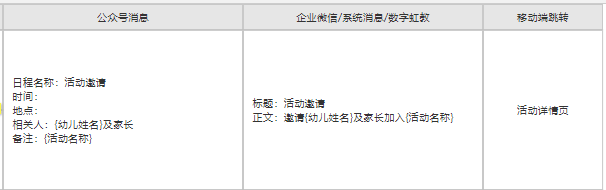 公众号消息
企业微信/系统消息/数字虹教
移动端跳转
日程名称：活动邀请
时间：
地点：
相关人：{幼儿姓名}及家长
备注：{活动名称}
标题：活动邀请
正文：邀请{幼儿姓名}及家长加入{活动名称}
活动详情页